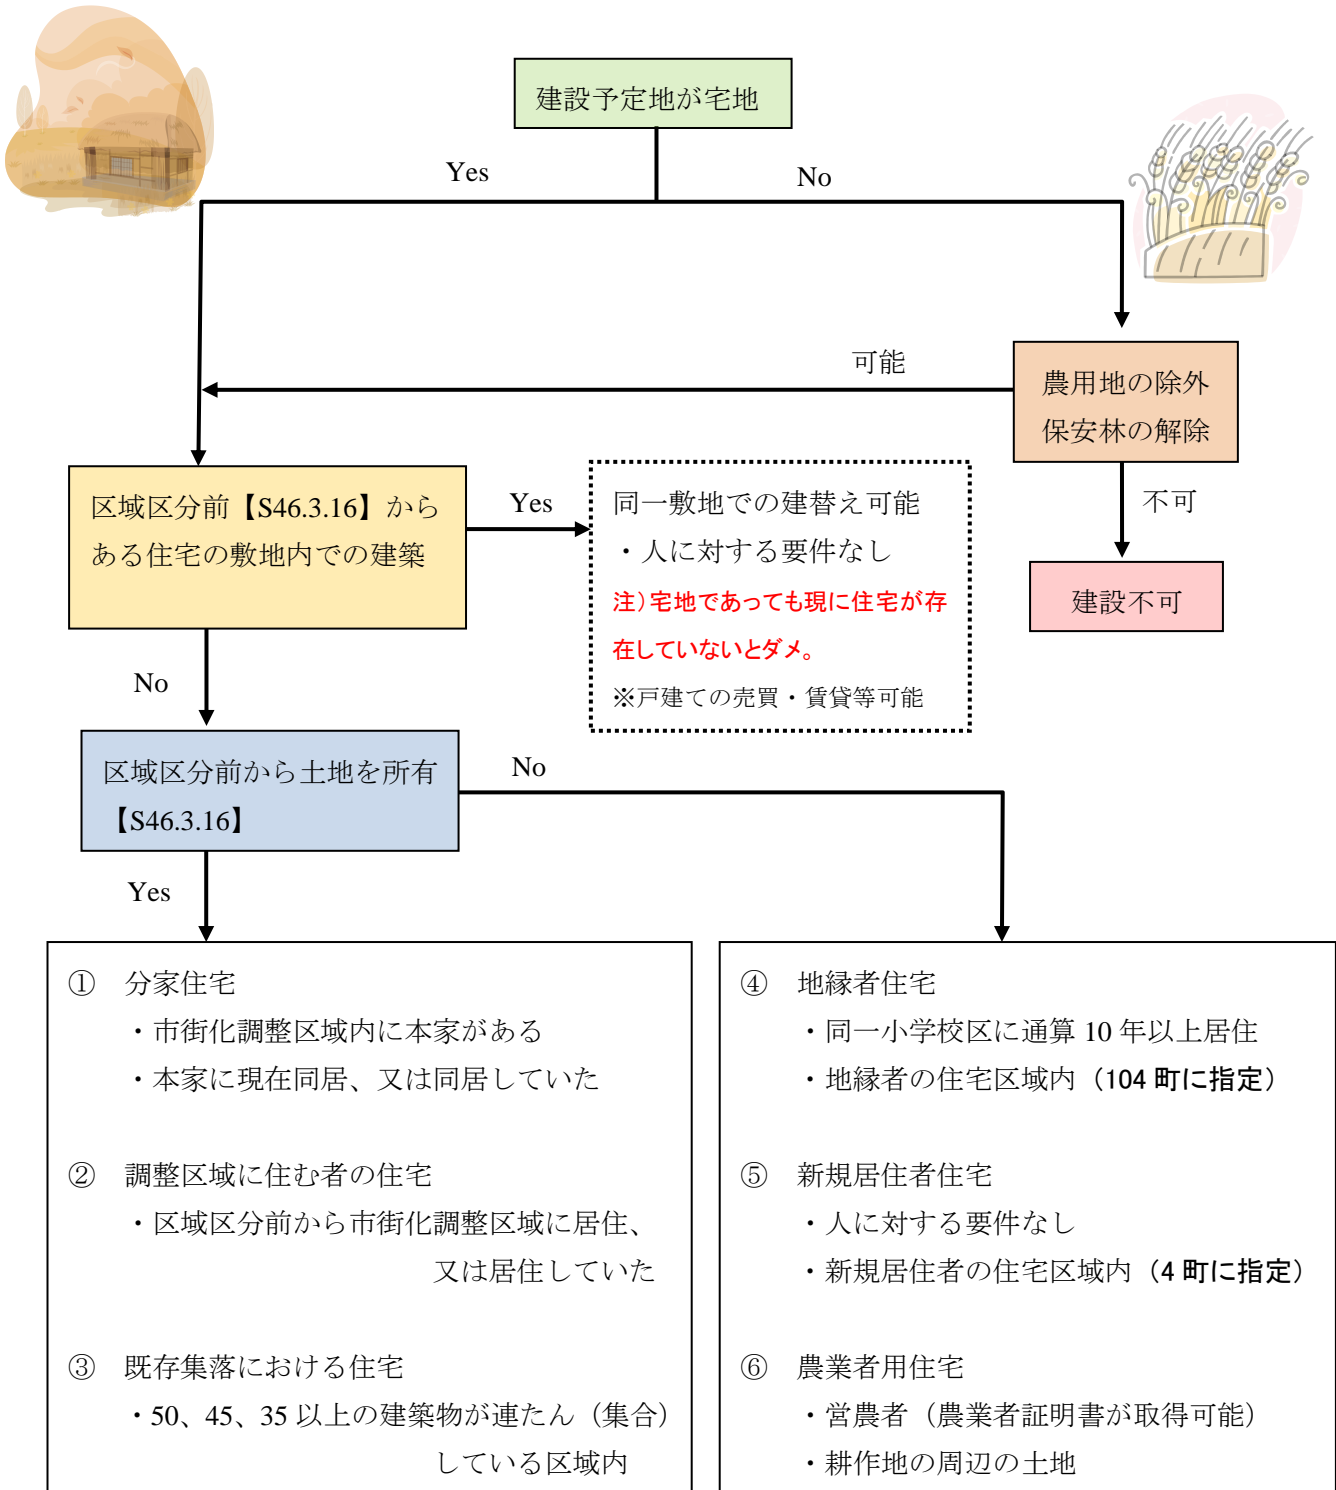 建設予定地が宅地
Yes
No
可能
農用地の除外
保安林の解除
不可
建設不可
区域区分前【S46.3.16】から
ある住宅の敷地内での建築
Yes
同一敷地での建替え可能
・人に対する要件なし
注）宅地であっても現に住宅が存
在していないとダメ。
※戸建ての売買・賃貸等可能
No
区域区分前から土地を所有
【S46.3.16】
No
Yes
① 分家住宅
・市街化調整区域内に本家がある
・本家に現在同居、又は同居していた
② 調整区域に住む者の住宅
・区域区分前から市街化調整区域に居住、
又は居住していた
③ 既存集落における住宅
・50、45、35 以上の建築物が連たん（集合）
している区域内
④ 地縁者住宅
・同一小学校区に通算 10 年以上居住
・地縁者の住宅区域内（104 町に指定）
⑤ 新規居住者住宅
・人に対する要件なし
・新規居住者の住宅区域内（4 町に指定）
⑥ 農業者用住宅
・営農者（農業者証明書が取得可能）
・耕作地の周辺の土地